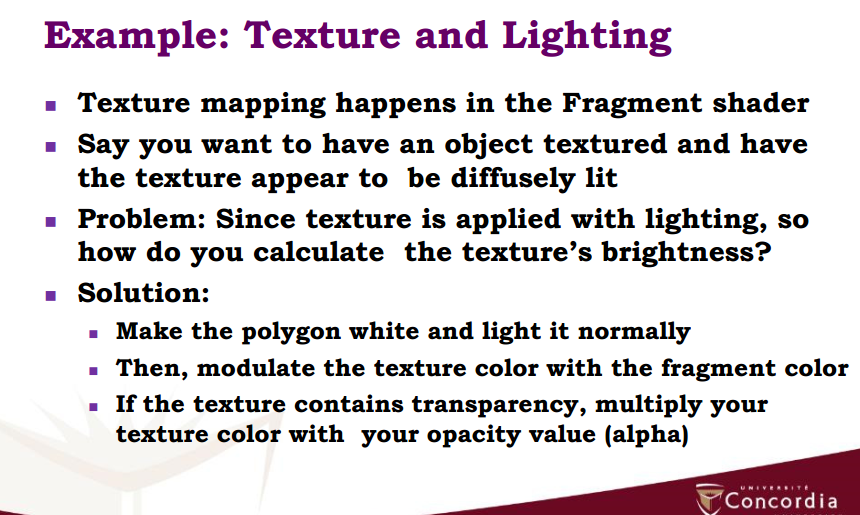 Example: Texture and Lighting
Texture mapping happens in the Fragment shader
Say you want to have an object textured and have
the texture appear to be diffusely lit
Problem: Since texture is applied with lighting, so
how do you calculate the texture’s brightness?
Solution:
Make the polygon white and light it normally
Then, modulate the texture color with the fragment color
If the texture contains transparency, multiply your
texture color with your opacity value (alpha)
UNIVERSITÉ
Concordia